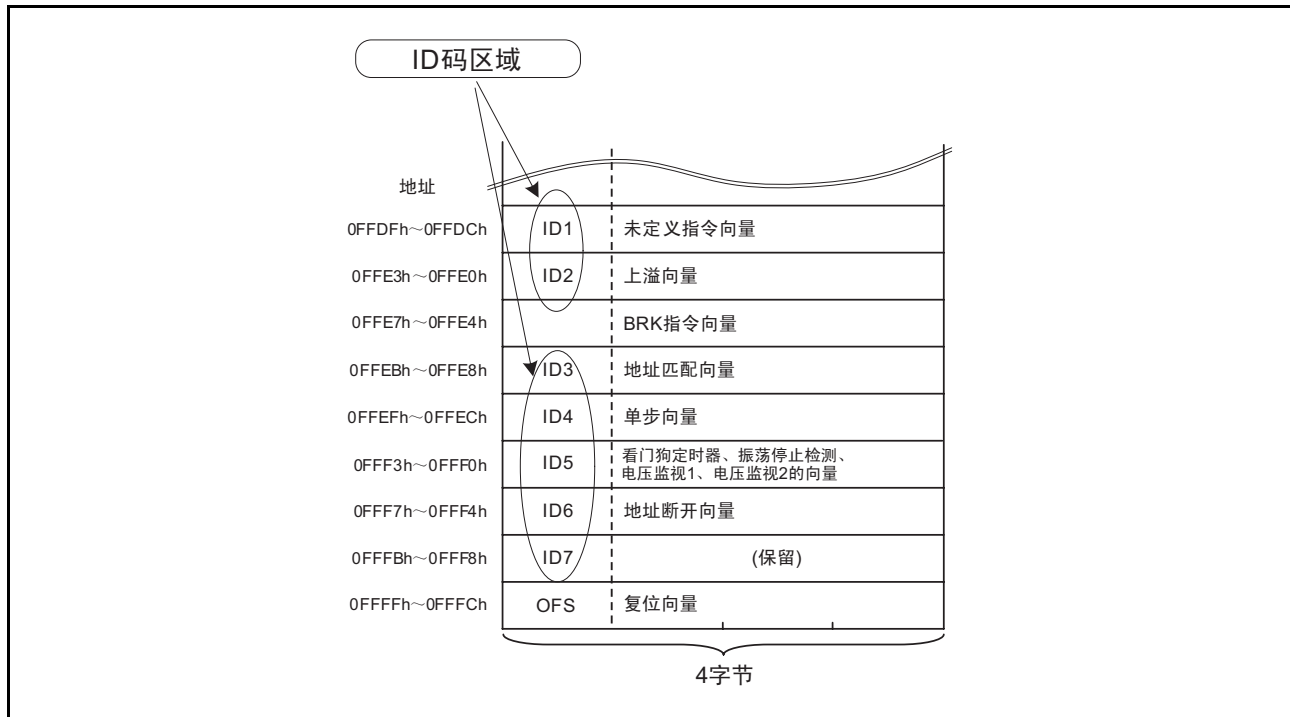 ID码区域
地址
0FFDFh～0FFDCh ID1 未定义指令向量
0FFE3h～0FFE0h ID2 上溢向量
0FFE7h～0FFE4h BRK指令向量
0FFEBh～0FFE8h ID3 地址匹配向量
0FFEFh～0FFECh ID4 单步向量
0FFF3h～0FFF0h ID5 看门狗定时器、振荡停止检测、
电压监视1、电压监视2的向量
0FFF7h～0FFF4h ID6 地址断开向量
0FFFBh～0FFF8h ID7 (保留)
0FFFFh～0FFFCh OFS 复位向量
4字节